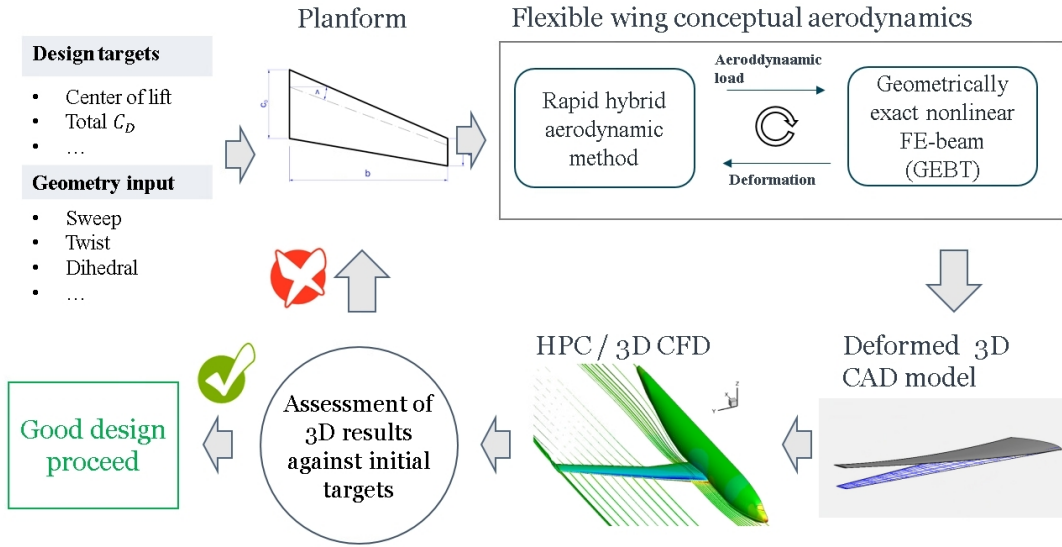 Planform
Flexible wing conceptual aerodynamics
Design targets
• Center of lift
• Total C_D
• …
Geometry input
• Sweep
• Twist
• Dihedral
• …
Λ
b
Rapid hybrid
aerodynamic
method
Aeroddynaamic
load
Deformation
Geometrically
exact nonlinear
FE-beam
(GEBT)
HPC / 3D CFD
Deformed 3D
CAD model
X
Y
Z
Assessment of
3D results
against initial
targets
Good design
proceed